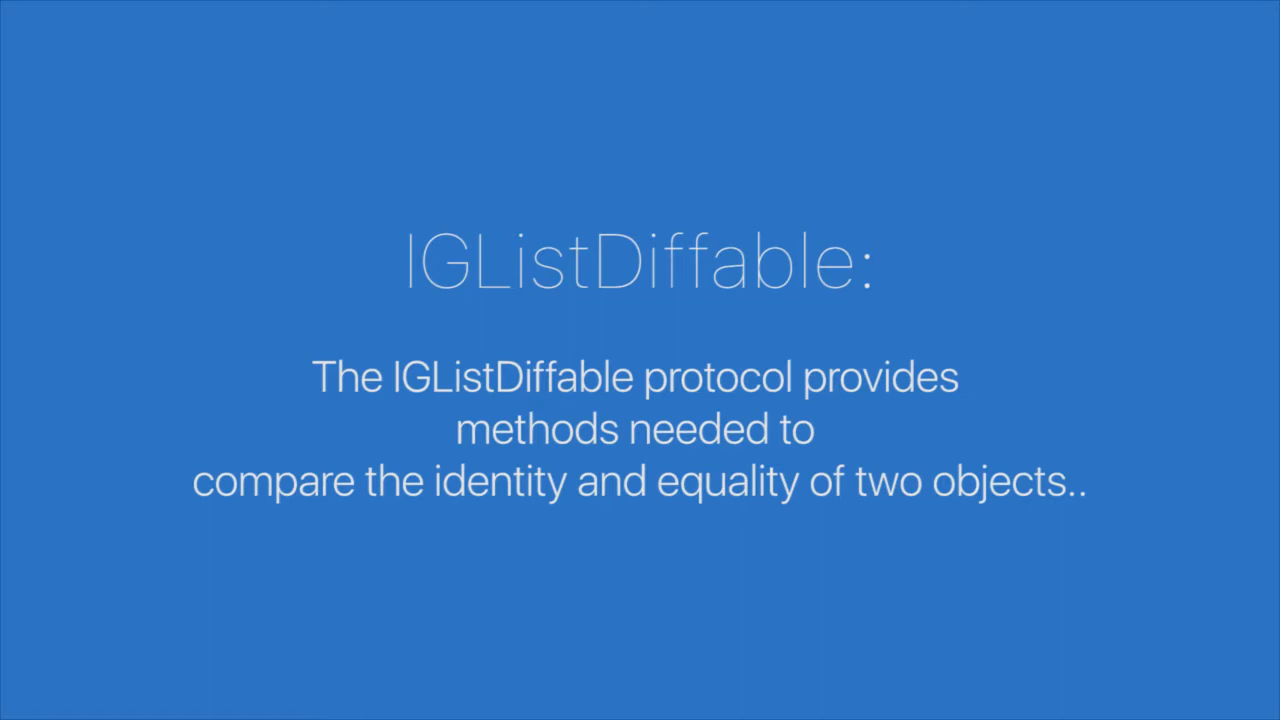 IGListDiffable:
The IGListDiffable protocol provides
methods needed to
compare the identity and equality of two objects..